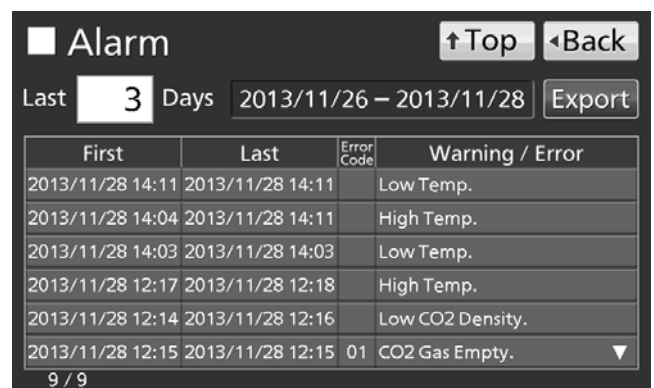 Alarm ↑Top ◂Back
Last 3 Days 2013/11/26 – 2013/11/28 Export
First Last Error Code Warning / Error
2013/11/28 14:11 2013/11/28 14:11 Low Temp.
2013/11/28 14:04 2013/11/28 14:11 High Temp.
2013/11/28 14:03 2013/11/28 14:03 Low Temp.
2013/11/28 12:17 2013/11/28 12:18 High Temp.
2013/11/28 12:14 2013/11/28 12:16 Low CO2 Density.
2013/11/28 12:15 2013/11/28 12:15 01 CO2 Gas Empty. ▼
9 / 9